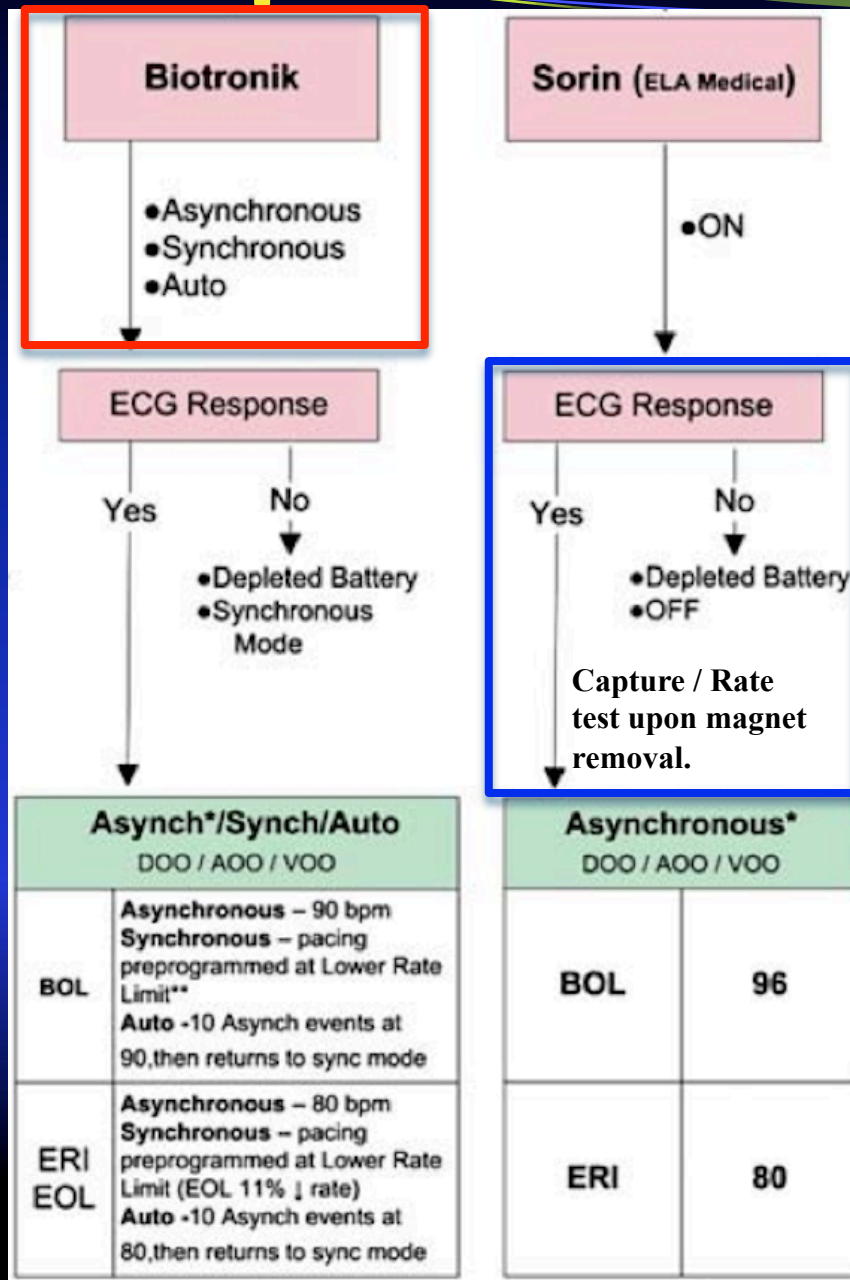 Biotronik
●Asynchronous
●Synchronous
●Auto
ECG Response
Yes
No
●Depleted Battery
●Synchronous
Mode
Asynch*/Synch/Auto
DOO / AOO / VOO
BOL
Asynchronous – 90 bpm
Synchronous – pacing
preprogrammed at Lower Rate
Limit**
Auto -10 Asynch events at
90,then returns to sync mode
ERI
EOL
Asynchronous – 80 bpm
Synchronous – pacing
preprogrammed at Lower Rate
Limit (EOL 11% ↓ rate)
Auto -10 Asynch events at
80,then returns to sync mode
Sorin (ELA Medical)
●ON
ECG Response
Yes
No
●Depleted Battery
●OFF
Capture / Rate
test upon magnet
removal.
Asynchronous*
DOO / AOO / VOO
BOL
96
ERI
80